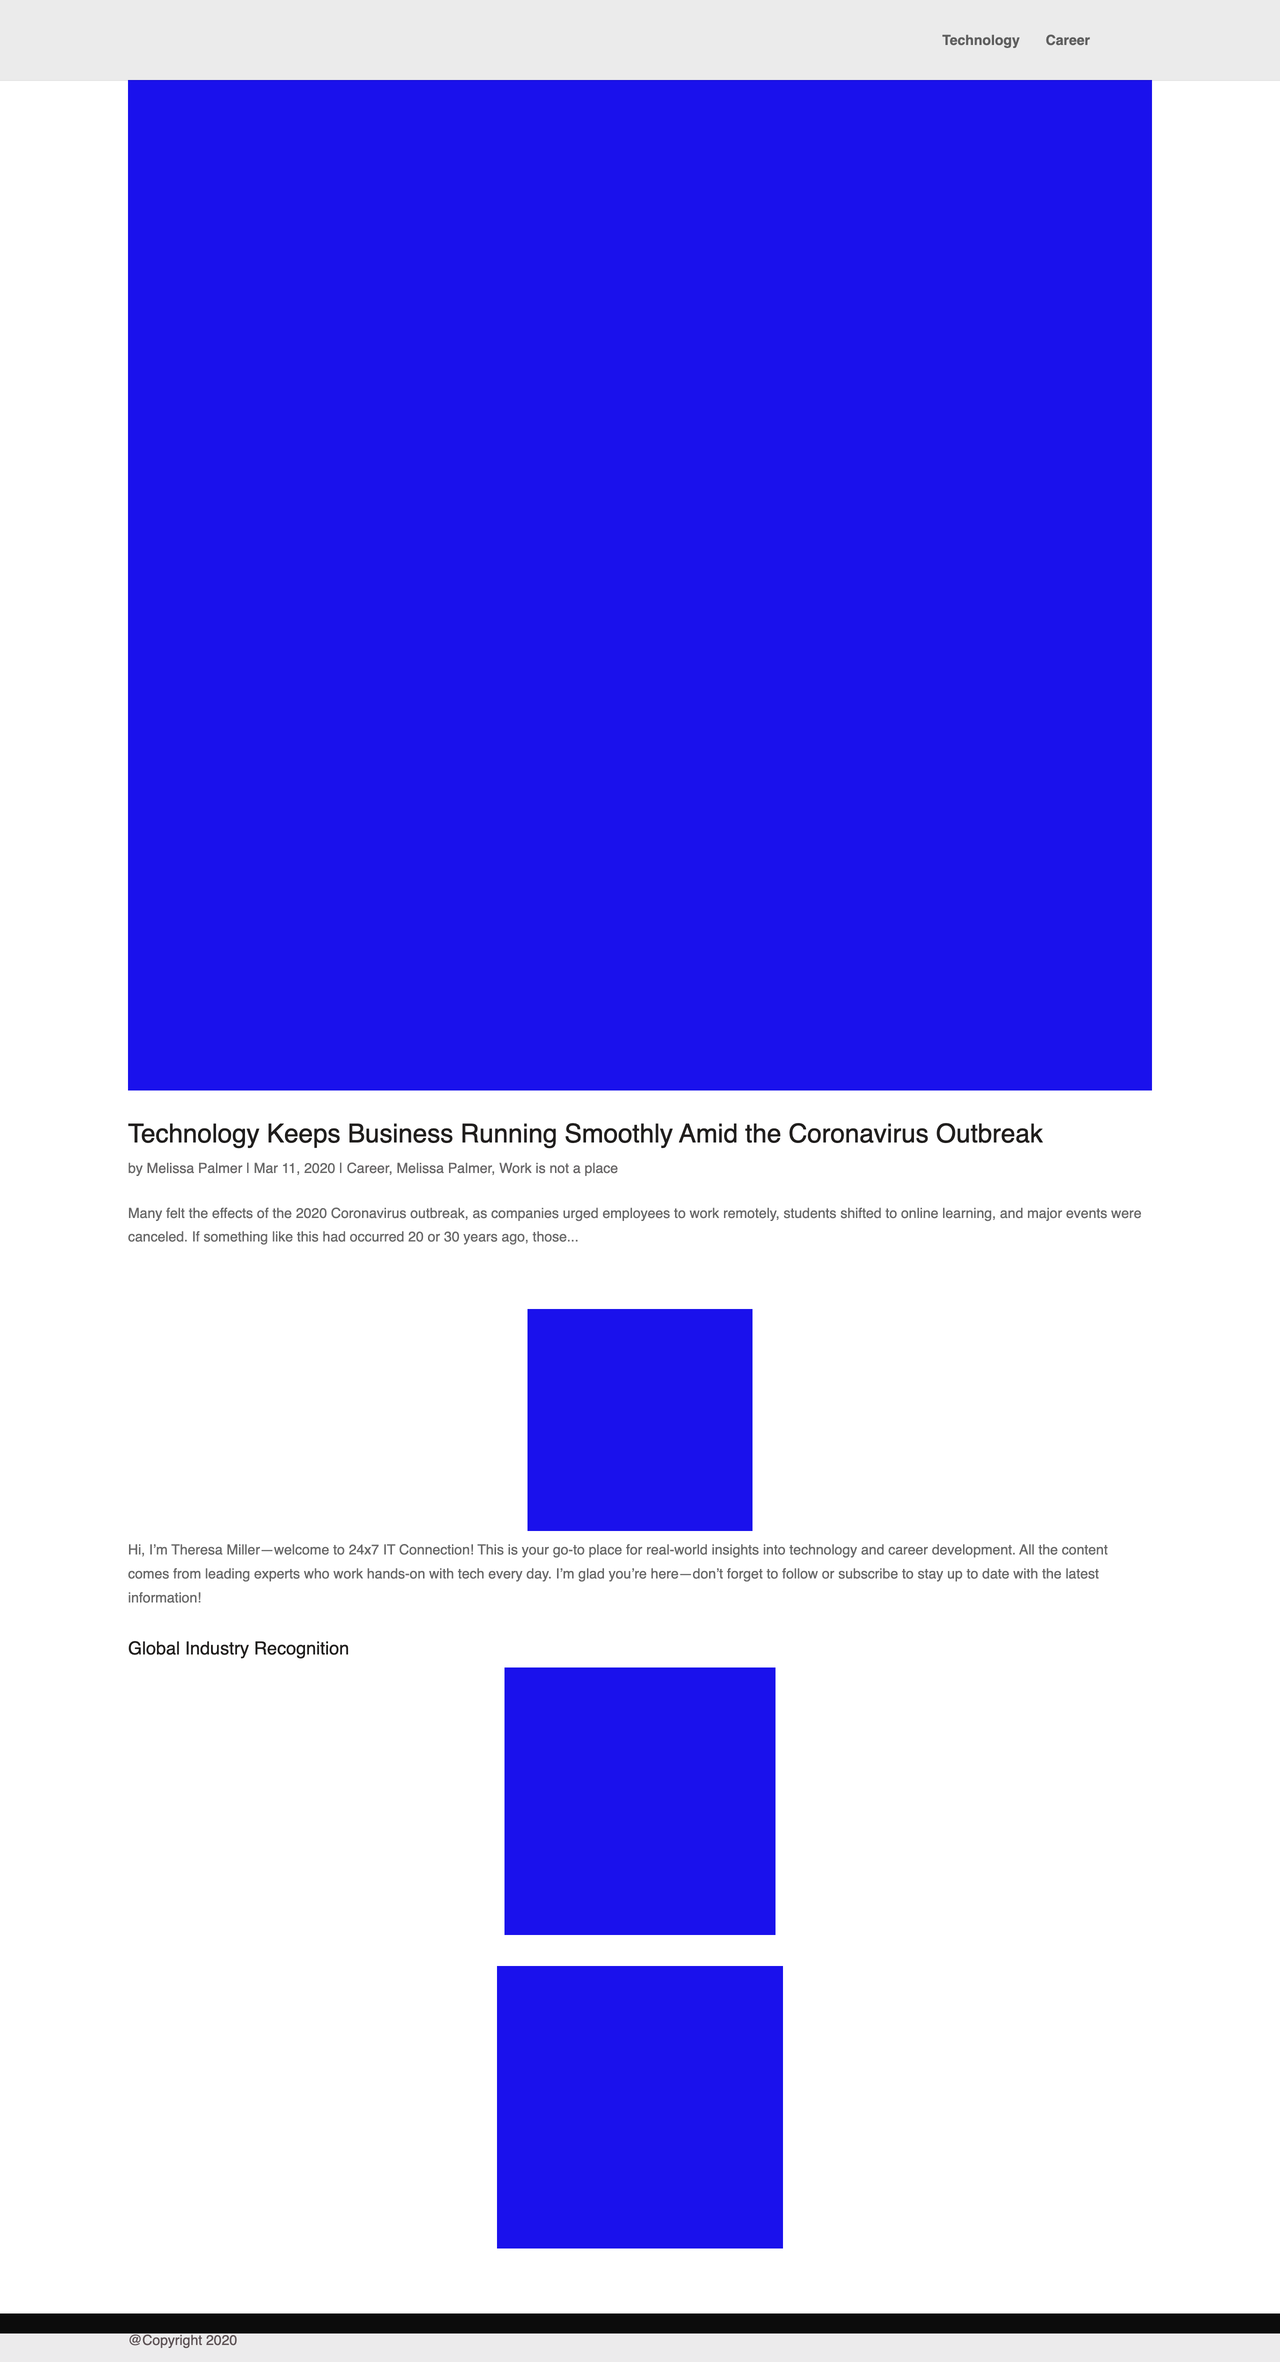 Technology Career
Technology Keeps Business Running Smoothly Amid the Coronavirus Outbreak
by Melissa Palmer | Mar 11, 2020 | Career, Melissa Palmer, Work is not a place
Many felt the effects of the 2020 Coronavirus outbreak, as companies urged employees to work remotely, students shifted to online learning, and major events were
canceled. If something like this had occurred 20 or 30 years ago, those...
Hi, I’m Theresa Miller—welcome to 24x7 IT Connection! This is your go-to place for real-world insights into technology and career development. All the content
comes from leading experts who work hands-on with tech every day. I’m glad you’re here—don’t forget to follow or subscribe to stay up to date with the latest
information!
Global Industry Recognition
@Copyright 2020